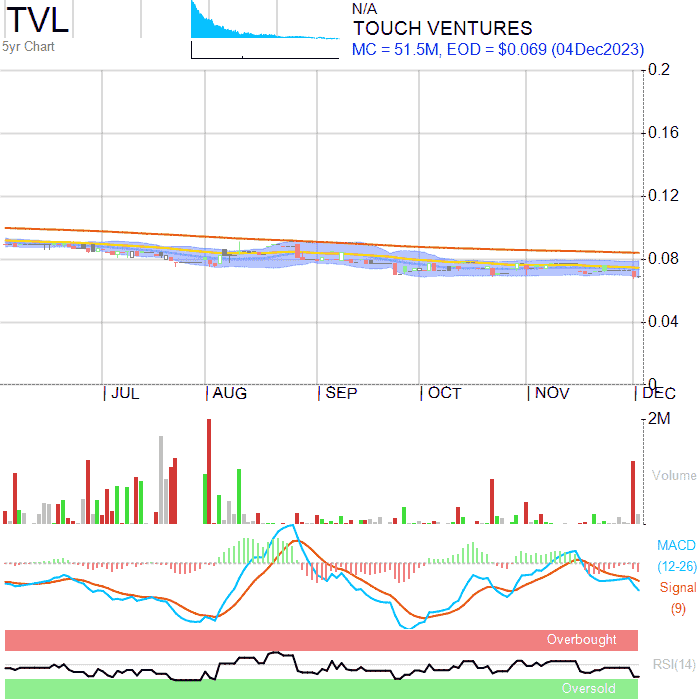 TVL
5yr Chart
N/A
TOUCH VENTURES
MC = 51.5M, EOD = $0.069 (04Dec2023)
0.2
0.16
0.12
0.08
0.04
0
JUL AUG SEP OCT NOV DEC
2M
Volume
MACD
(12-26)
Signal
(9)
Overbought
RSI(14)
Oversold